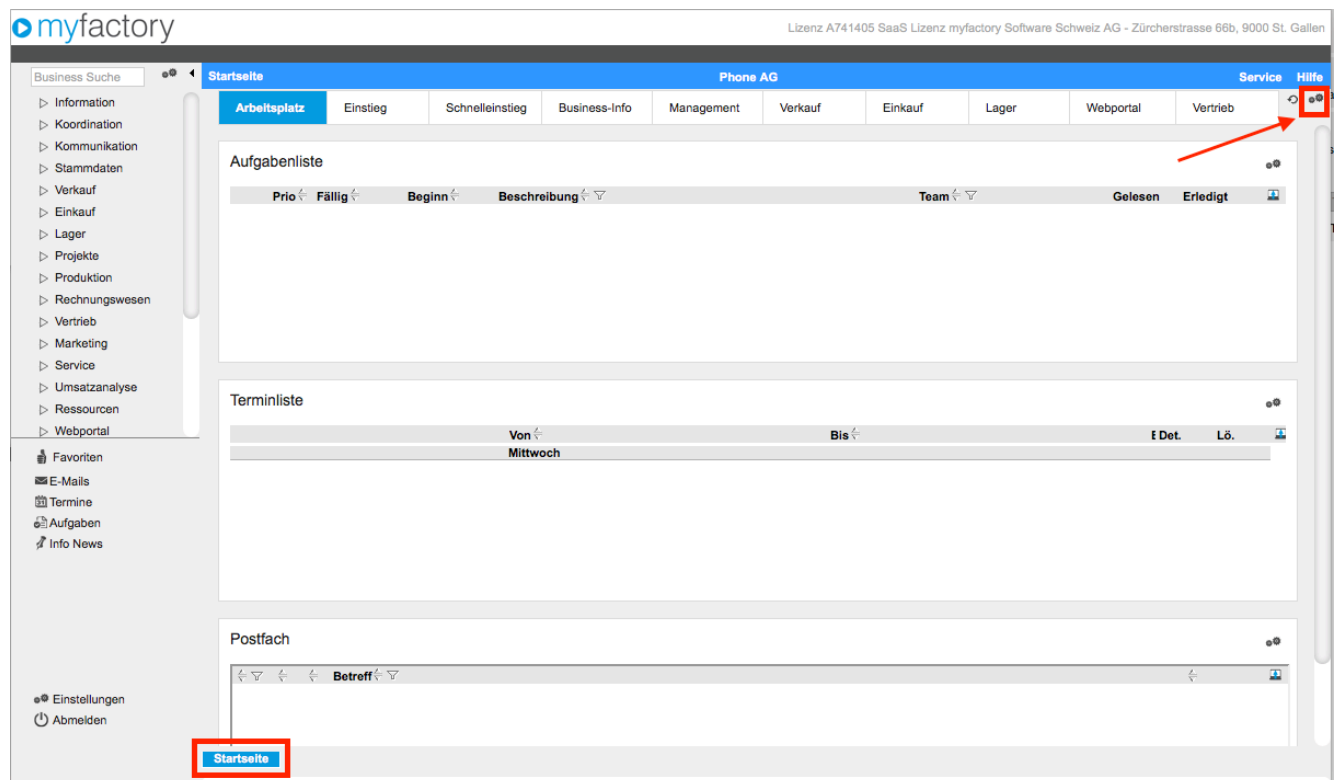 myfactory
Lizenz A741405 SaaS Lizenz myfactory Software Schweiz AG - Zürcherstrasse 66b, 9000 St. Gallen
Business Suche
Startseite Phone AG Service Hilfe
Arbeitsplatz Einstieg Schnelleinstieg Business-Info Management Verkauf Einkauf Lager Webportal Vertrieb
Information
Koordination
Kommunikation
Stammdaten
Verkauf
Einkauf
Lager
Projekte
Produktion
Rechnungswesen
Vertrieb
Marketing
Service
Umsatzanalyse
Ressourcen
Webportal
Favoriten
E-Mails
Termine
Aufgaben
Info News
Einstellungen
Abmelden
Aufgabenliste
Prio Fällig Beginn Beschreibung Team Gelesen Erledigt
Terminliste
Von Bis E Det. Lö.
Mittwoch
Postfach
Betreff
Startseite